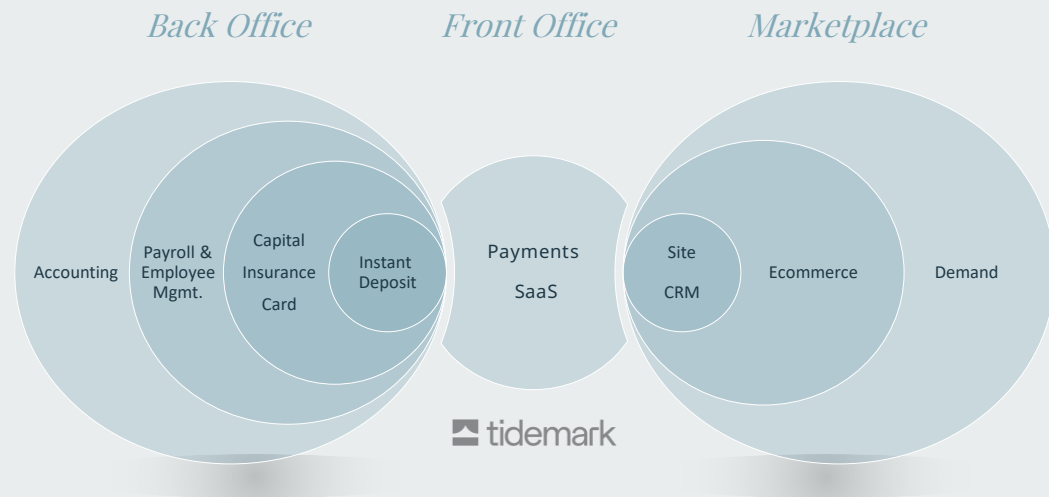 Back Office
Front Office
Marketplace
Accounting
Payroll &
Employee
Mgmt.
Capital
Insurance
Card
Instant
Deposit
Payments
SaaS
Site
CRM
Ecommerce
Demand
tidemark